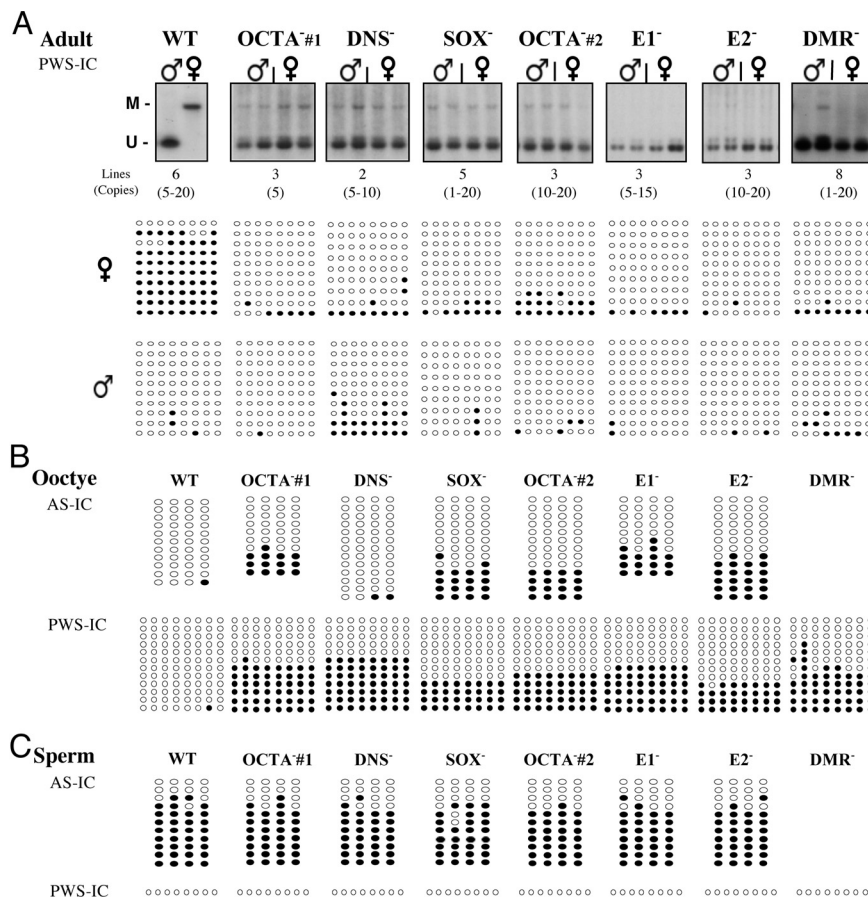 A
Adult WT OCTA⁻#1 DNS⁻ SOX⁻ OCTA⁻#2 E1⁻ E2⁻ DMR⁻
PWS-IC ♂ ♀ ♂ | ♀ ♂ | ♀ ♂ | ♀ ♂ | ♀ ♂ | ♀ ♂ | ♀ ♂ | ♀
M -
U -
Lines 6 3 2 5 3 3 3 8
(Copies) (5-20) (5) (5-10) (1-20) (10-20) (5-15) (10-20) (1-20)
♀
♂
B
Ooctye WT OCTA⁻#1 DNS⁻ SOX⁻ OCTA⁻#2 E1⁻ E2⁻ DMR⁻
AS-IC
PWS-IC
C
Sperm WT OCTA⁻#1 DNS⁻ SOX⁻ OCTA⁻#2 E1⁻ E2⁻ DMR⁻
AS-IC
PWS-IC